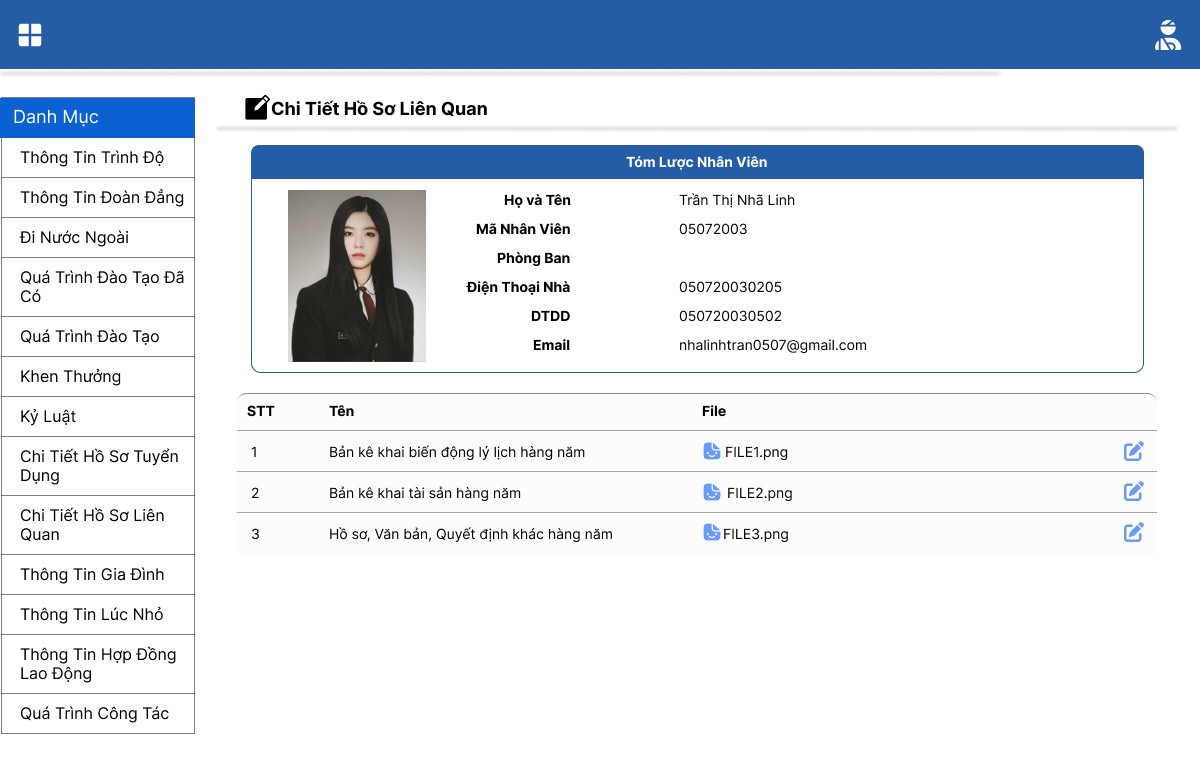 Danh Mục
Thông Tin Trình Độ
Thông Tin Đoàn Đẳng
Đi Nước Ngoài
Quá Trình Đào Tạo Đã
Có
Quá Trình Đào Tạo
Khen Thưởng
Kỷ Luật
Chi Tiết Hồ Sơ Tuyển
Dụng
Chi Tiết Hồ Sơ Liên
Quan
Thông Tin Gia Đình
Thông Tin Lúc Nhỏ
Thông Tin Hợp Đồng
Lao Động
Quá Trình Công Tác
Chi Tiết Hồ Sơ Liên Quan
Tóm Lược Nhân Viên
Họ và Tên Trần Thị Nhã Linh
Mã Nhân Viên 05072003
Phòng Ban
Điện Thoại Nhà 050720030205
DTDD 050720030502
Email nhalinhtran0507@gmail.com
STT Tên File
1 Bản kê khai biến động lý lịch hàng năm FILE1.png
2 Bản kê khai tài sản hàng năm FILE2.png
3 Hồ sơ, Văn bản, Quyết định khác hàng năm FILE3.png